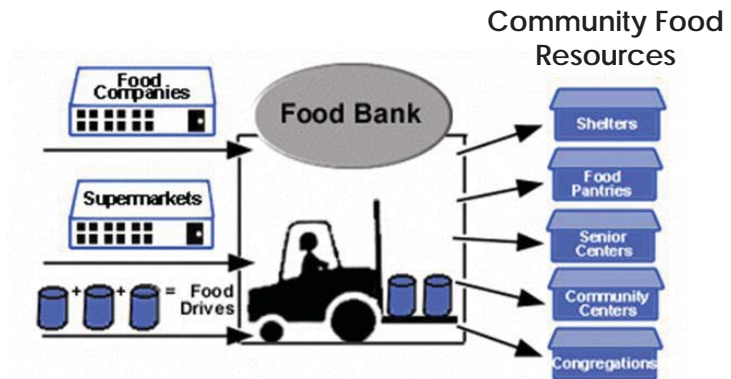 Community Food
Resources
Food
Companies
Supermarkets
+ + = Food
Drives
Food Bank
Shelters
Food
Pantries
Senior
Centers
Community
Centers
Congregations